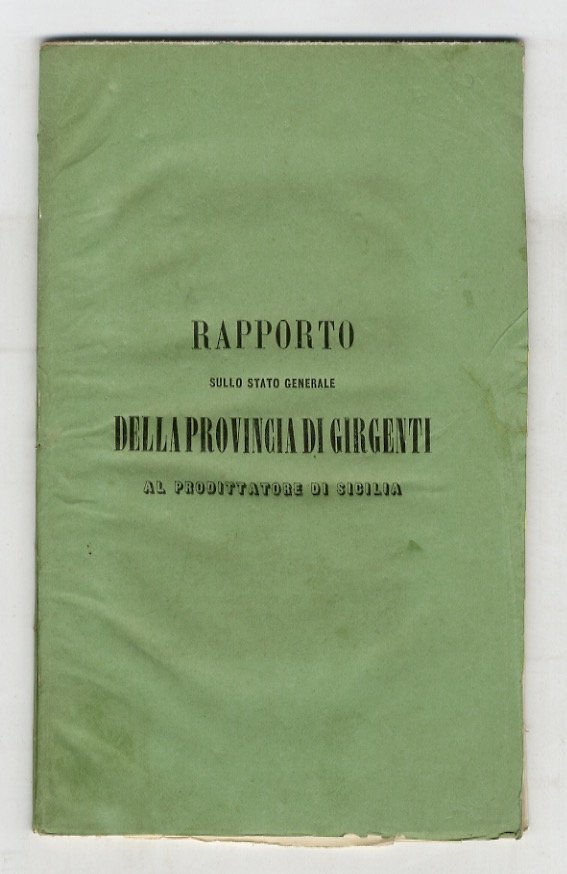 RAPPORTO
SULLO STATO GENERALE
DELLA PROVINCIA DI GIRGENTI
AL PRODITTATORE DI SICILIA